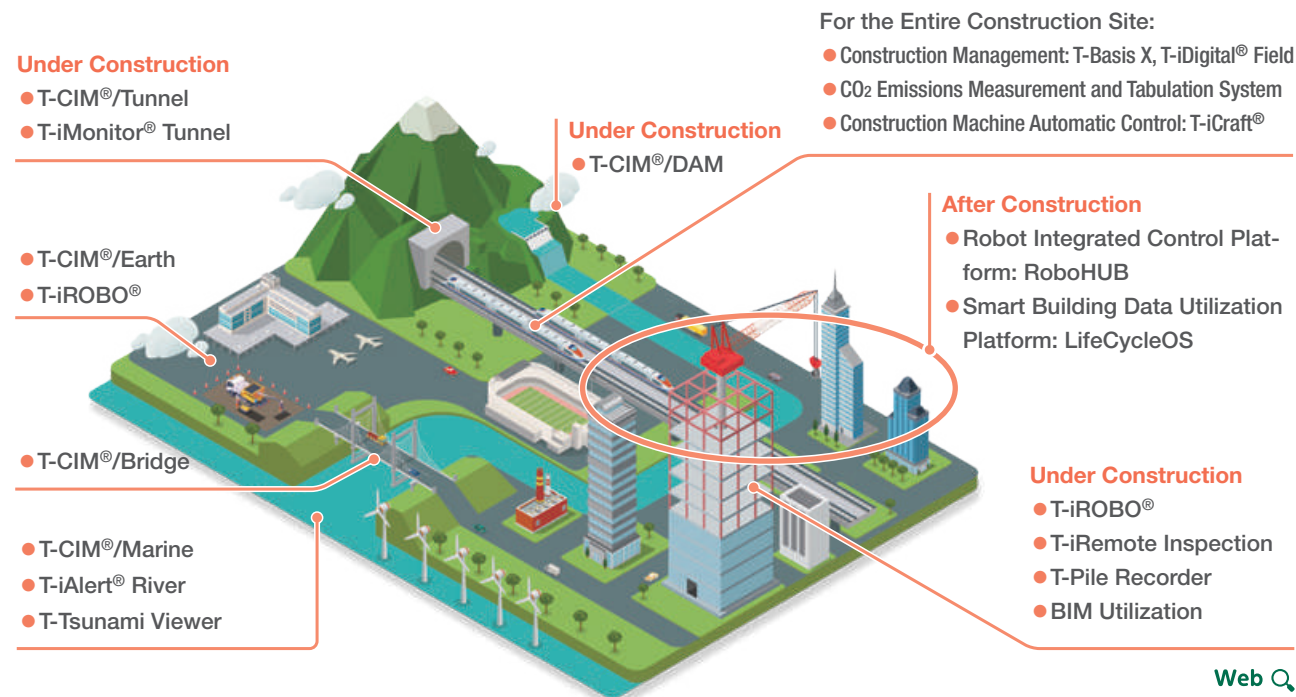 Under Construction
● T-CIM®/Tunnel
● T-iMonitor® Tunnel
● T-CIM®/Earth
● T-iROBO®
● T-CIM®/Bridge
● T-CIM®/Marine
● T-iAlert® River
● T-Tsunami Viewer
Under Construction
● T-CIM®/DAM
For the Entire Construction Site:
● Construction Management: T-Basis X, T-iDigital® Field
● CO2 Emissions Measurement and Tabulation System
● Construction Machine Automatic Control: T-iCraft®
After Construction
● Robot Integrated Control Plat-
form: RoboHUB
● Smart Building Data Utilization
Platform: LifeCycleOS
Under Construction
● T-iROBO®
● T-iRemote Inspection
● T-Pile Recorder
● BIM Utilization
Web